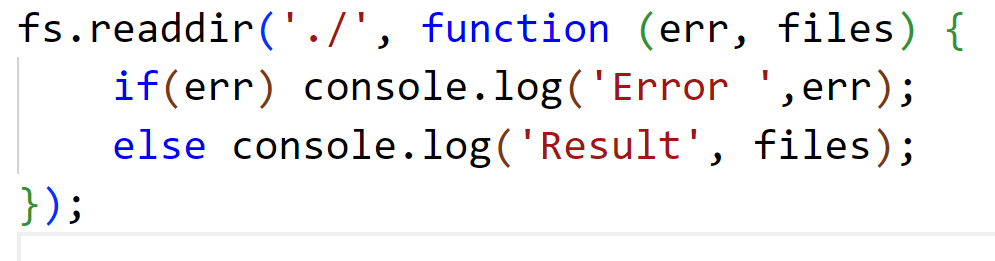 fs.readdir('./', function (err, files) {
    if(err) console.log('Error ',err);
    else console.log('Result', files);
});